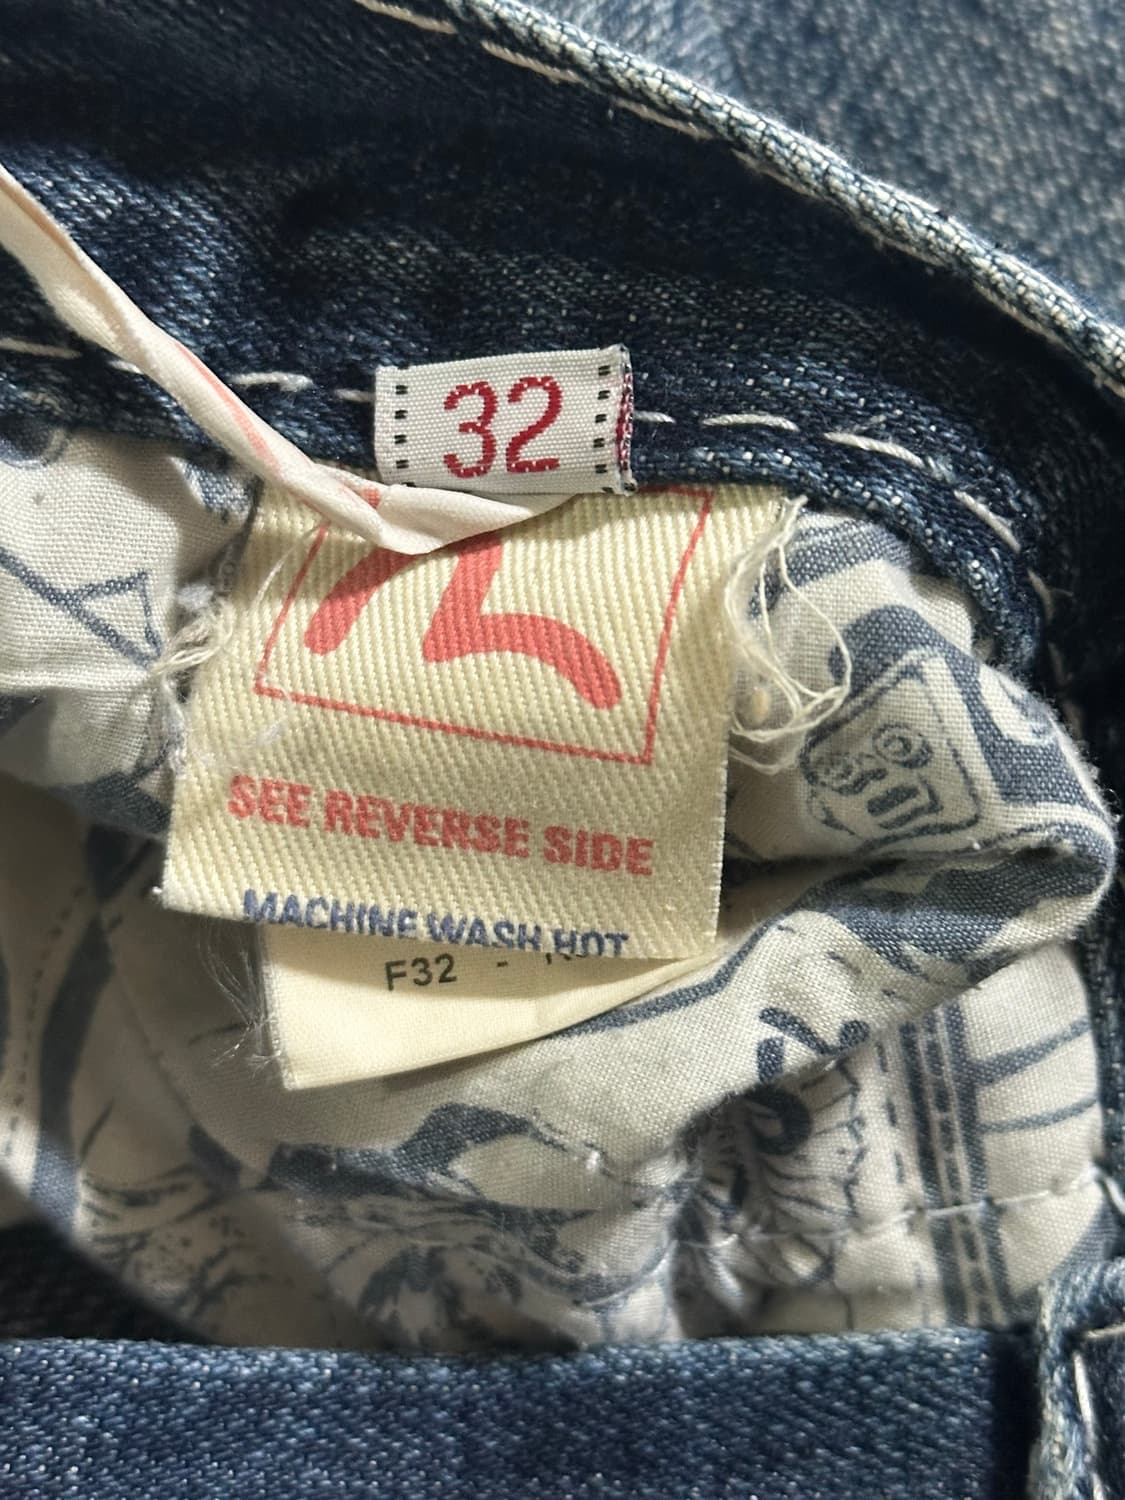 32
SEE REVERSE SIDE
MACHINE WASH HOT
F32 -